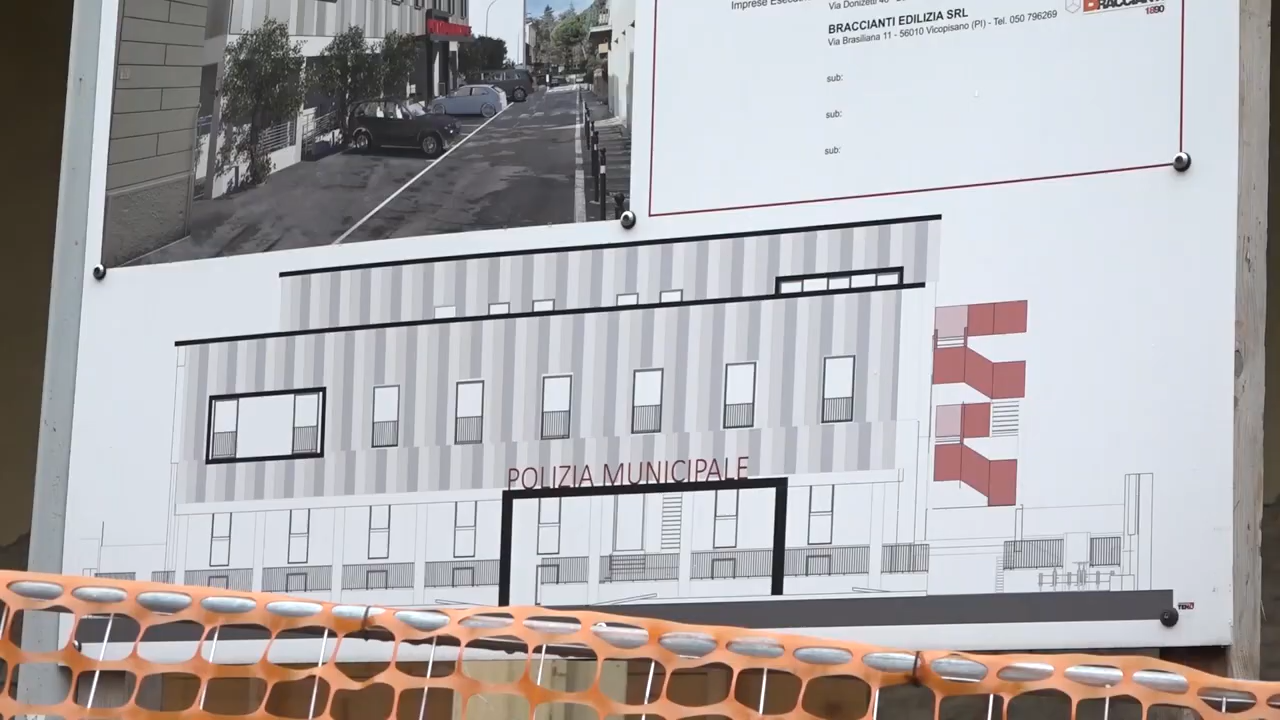 Imprese
Via Donizetti
BRACCIANTI EDILIZIA SRL
Via Brasiliana 11 - 56010 Vicopisano (PI) - Tel. 050 796269
BRACCIANTI
1890
sub:
sub:
sub:
POLIZIA MUNICIPALE